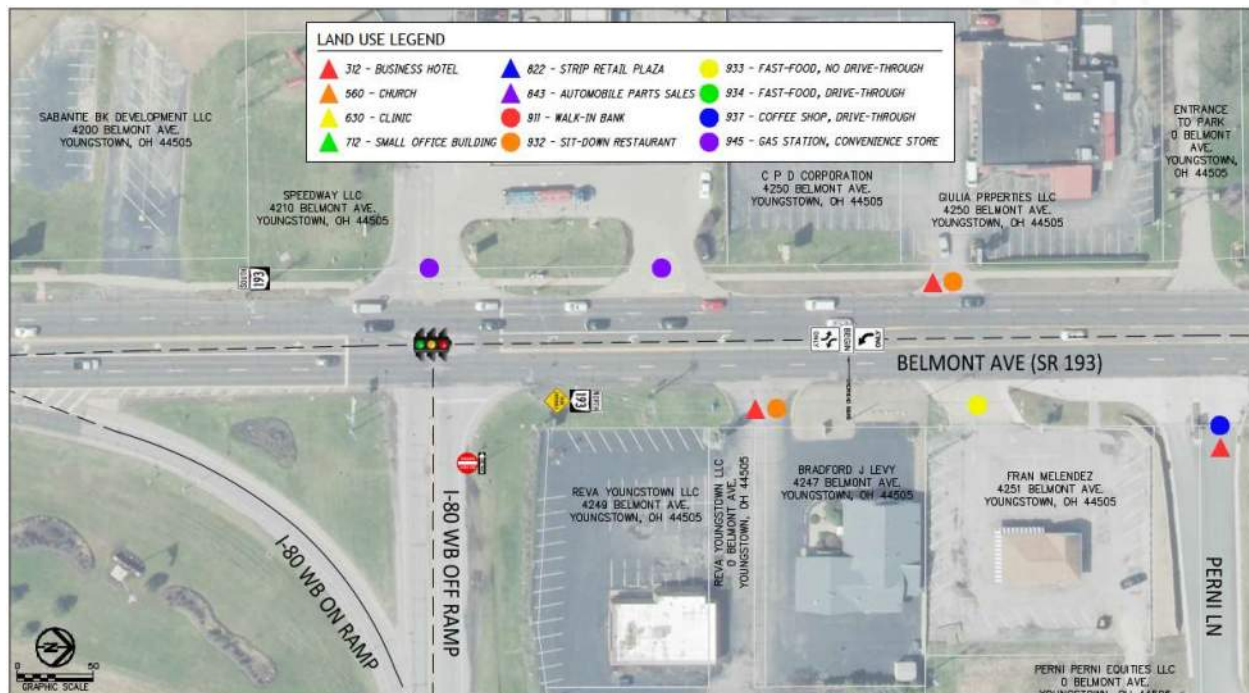 LAND USE LEGEND
312 - BUSINESS HOTEL
560 - CHURCH
630 - CLINIC
712 - SMALL OFFICE BUILDING
822 - STRIP RETAIL PLAZA
843 - AUTOMOBILE PARTS SALES
911 - WALK-IN BANK
932 - SIT-DOWN RESTAURANT
933 - FAST-FOOD, NO DRIVE-THROUGH
934 - FAST-FOOD, DRIVE-THROUGH
937 - COFFEE SHOP, DRIVE-THROUGH
945 - GAS STATION, CONVENIENCE STORE
SABANTIE BK DEVELOPMENT LLC
4200 BELMONT AVE.
YOUNGSTOWN, OH 44505
SPEEDWAY LLC
4210 BELMONT AVE.
YOUNGSTOWN, OH 44505
C P D CORPORATION
4250 BELMONT AVE.
YOUNGSTOWN, OH 44505
GIULIA PRPERTIES LLC
4250 BELMONT AVE.
YOUNGSTOWN, OH 44505
ENTRANCE
TO PARK
0 BELMONT
AVE.
YOUNGSTOWN,
OH 44505
SOUTH
193
BEGIN
ONLY
BELMONT AVE (SR 193)
NORTH
193
REVA YOUNGSTOWN LLC
4249 BELMONT AVE.
YOUNGSTOWN, OH 44505
REVA YOUNGSTOWN LLC
0 BELMONT AVE.
YOUNGSTOWN, OH 44505
BRADFORD J LEVY
4247 BELMONT AVE.
YOUNGSTOWN, OH 44505
FRAN MELENDEZ
4251 BELMONT AVE.
YOUNGSTOWN, OH 44505
PERNI LN
PERNI PERNI EQUITIES LLC
0 BELMONT AVE.
YOUNGSTOWN, OH 44505
I-80 WB ON RAMP
I-80 WB OFF RAMP
N
0 50
GRAPHIC SCALE